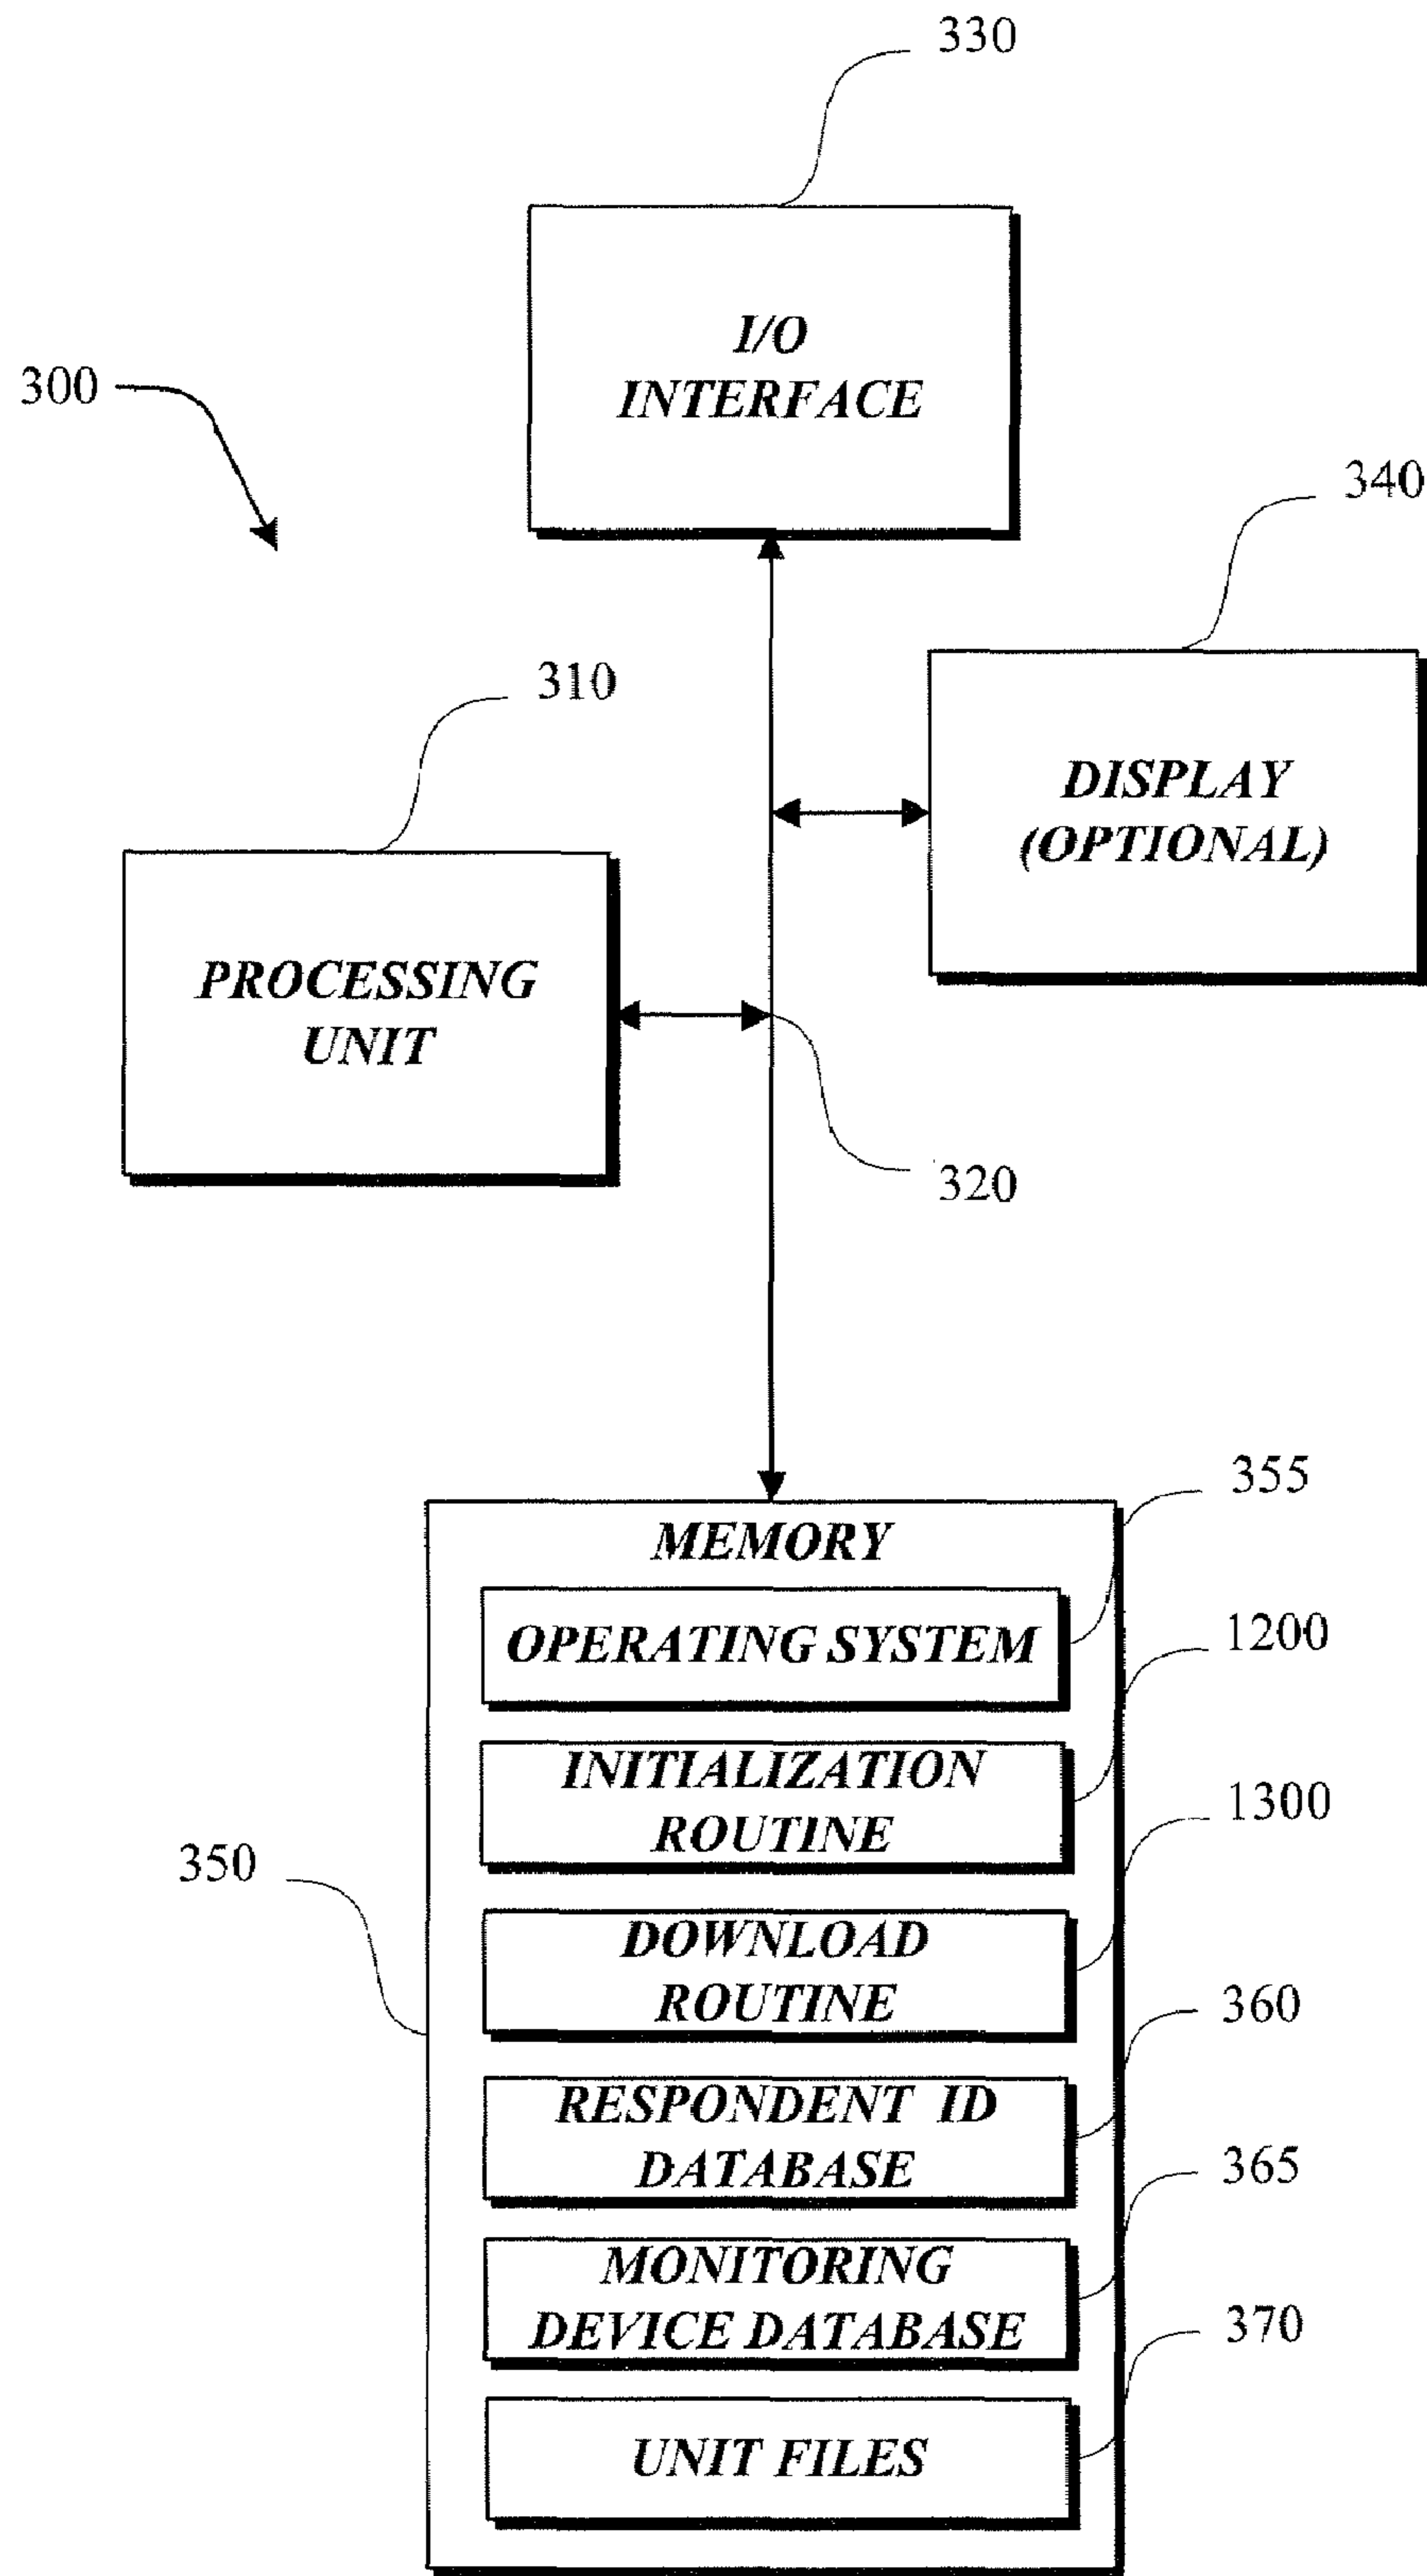 330
I/O
INTERFACE
300
340
310
DISPLAY
(OPTIONAL)
PROCESSING
UNIT
320
355
MEMORY
OPERATING SYSTEM
1200
INITIALIZATION
ROUTINE
1300
350
DOWNLOAD
ROUTINE
360
RESPONDENT ID
DATABASE
365
MONITORING
DEVICE DATABASE
370
UNIT FILES